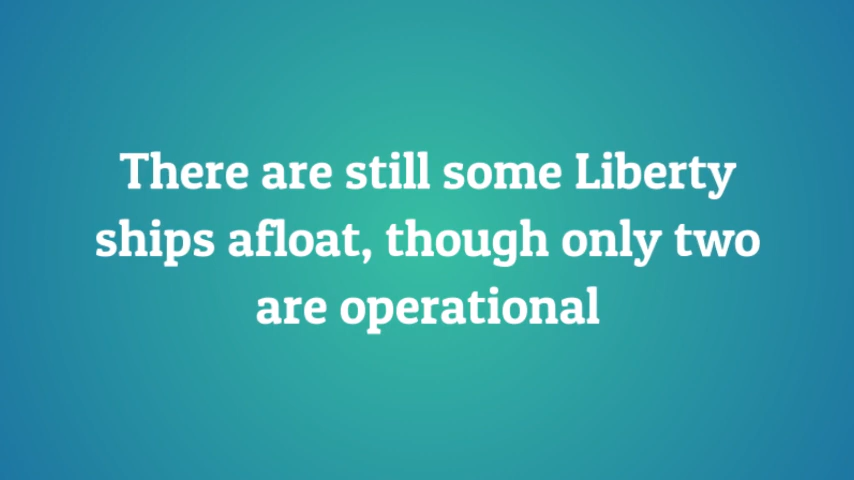 There are still some Liberty
ships afloat, though only two
are operational